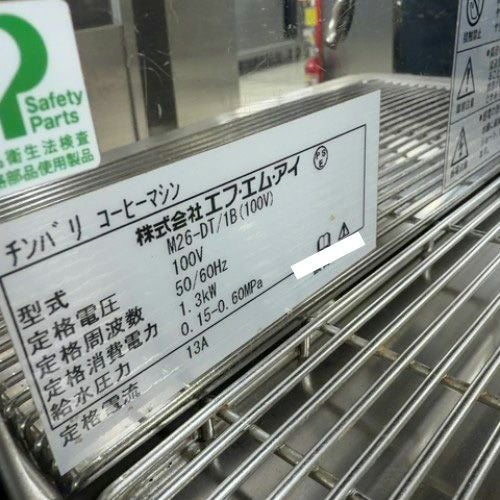 Safety
Parts
衛生法検査
部品使用製品
チンバリ コーヒーマシン
株式会社エフ・エム・アイ
型式 M26-DT/1B(100V)
定格電圧 100V
定格周波数 50/60Hz
定格消費電力 1.3kW
給水圧力 0.15-0.60MPa
定格電流 13A